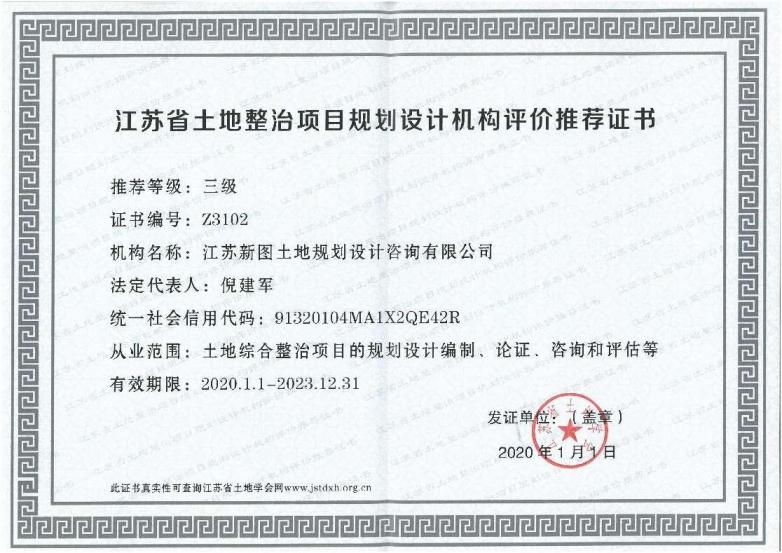 江苏省土地整治项目规划设计机构评价推荐证书
推荐等级：三级
证书编号：Z3102
机构名称：江苏新图土地规划设计咨询有限公司
法定代表人：倪建军
统一社会信用代码：91320104MA1X2QE42R
从业范围：土地综合整治项目的规划设计编制、论证、咨询和评估等
有效期限：2020.1.1-2023.12.31
发证单位：（盖章）
2020 年 1 月 1 日
此证书真实性可查询江苏省土地学会网www.jstdxh.org.cn